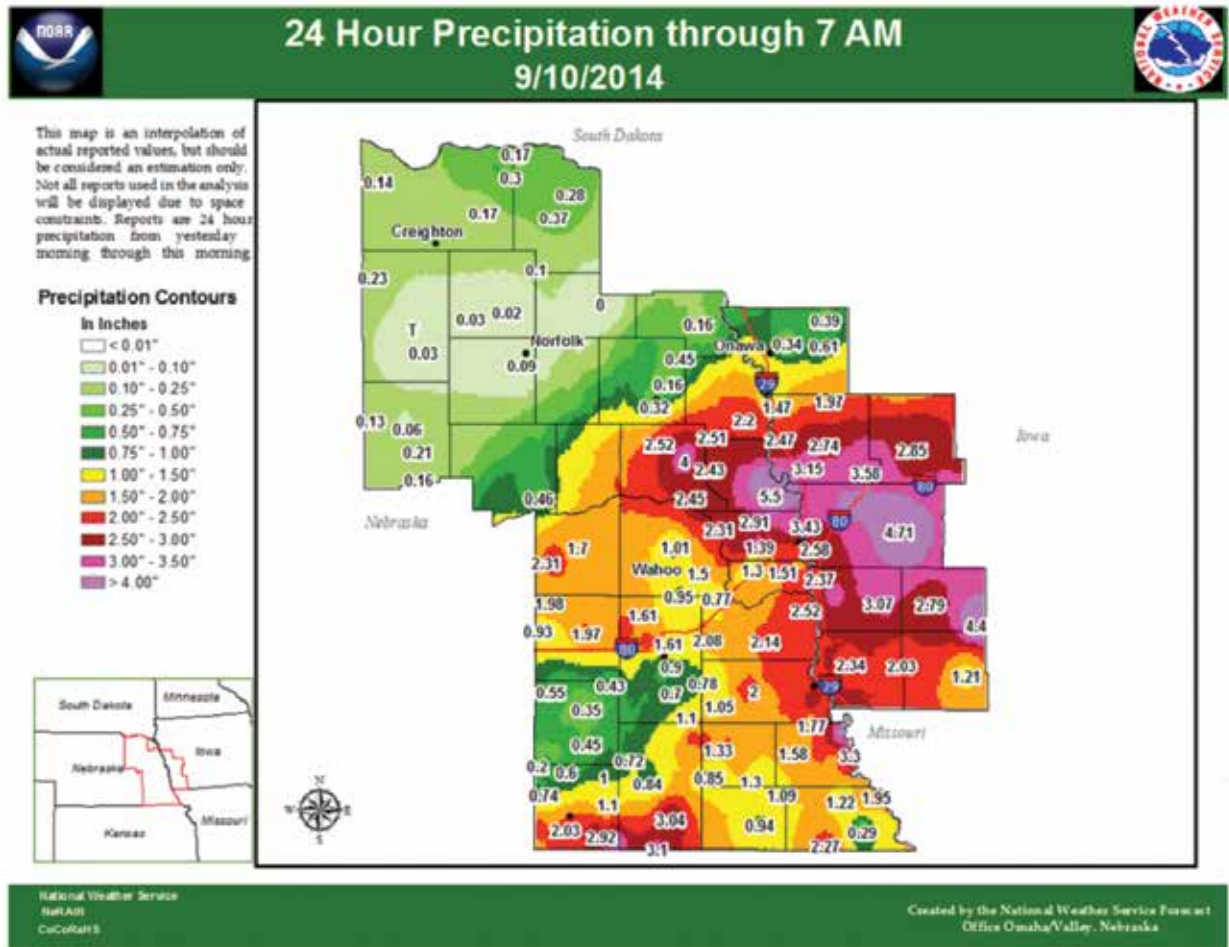 NOAA
24 Hour Precipitation through 7 AM
9/10/2014
NATIONAL WEATHER SERVICE
This map is an interpolation of
actual reported values, but should
be considered an estimation only.
Not all reports used in the analysis
will be displayed due to space
constraints. Reports are 24 hour
precipitation from yesterday
morning through this morning
Precipitation Contours
In Inches
< 0.01"
0.01" - 0.10"
0.10" - 0.25"
0.25" - 0.50"
0.50" - 0.75"
0.75" - 1.00"
1.00" - 1.50"
1.50" - 2.00"
2.00" - 2.50"
2.50" - 3.00"
3.00" - 3.50"
> 4.00"
South Dakota
0.17
0.14 0.3
0.28
0.17 0.37
Creighton
0.1
0.23
0
0.03 0.02
T
0.16 0.39
Norfolk Onawa 0.34 0.61
0.03
0.09 0.45
0.16
29
0.32 1.47 1.97
0.13 0.06 2.2
0.21 2.52 2.51 2.47 2.74 2.85
Iowa
4 2.43 3.15 3.58
0.16 80
0.46 2.45 5.5
Nebraska
2.31 2.91 3.43 80 4.71
1.7 1.01 1.39 2.58
2.31 Wahoo 1.5 1.3 1.51 2.37
1.98 0.95 0.77 2.52 3.07 2.79
1.61
0.93 1.97 4.4
80 1.61 2.08 2.14
0.9 2.34 2.03 1.21
0.55 0.43 0.7 0.78 2 29
0.35 1.05
1.1 1.77 Missouri
0.45 1.33 1.58 3.3
0.2 0.6 0.72
1 0.84 0.85 1.3
0.74 1.09 1.22 1.95
1.1
2.03 2.92 3.04 0.94 0.29
3.1 2.27
N
W E
S
South Dakota
Minnesota
Nebraska
Iowa
Kansas
Missouri
National Weather Service
NeRAIN
CoCoRaHS
Created by the National Weather Service Forecast
Office Omaha/Valley, Nebraska